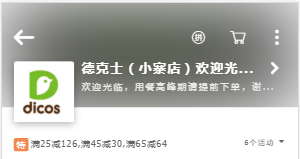 拼
德克士（小寨店）欢迎光...
欢迎光临，用餐高峰期请提前下单，谢...
dicos
特 满25减126,满45减30,满65减64
6个活动